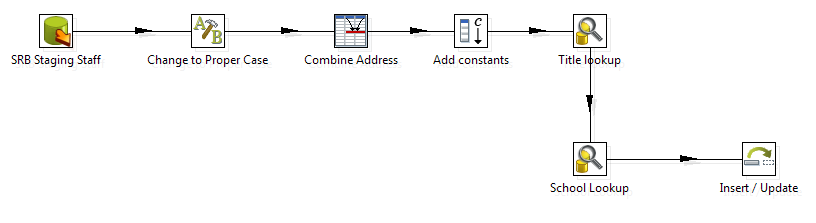 SRB Staging Staff
Change to Proper Case
Combine Address
Add constants
Title lookup
School Lookup
Insert / Update